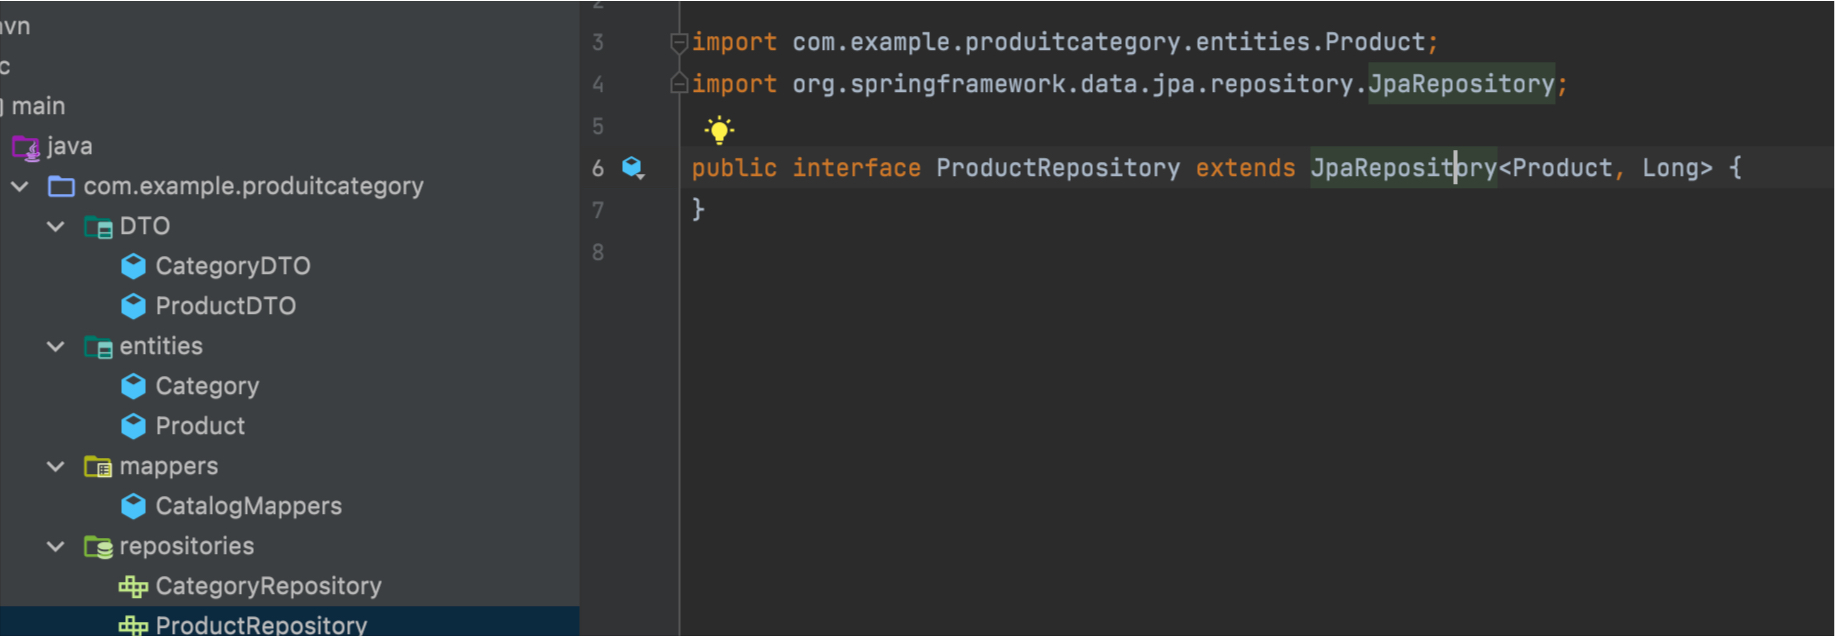 main
java
com.example.produitcategory
DTO
CategoryDTO
ProductDTO
entities
Category
Product
mappers
CatalogMappers
repositories
CategoryRepository
ProductRepository
3 import com.example.produitcategory.entities.Product;
4 import org.springframework.data.jpa.repository.JpaRepository;
5
6 public interface ProductRepository extends JpaRepository<Product, Long> {
7 }
8